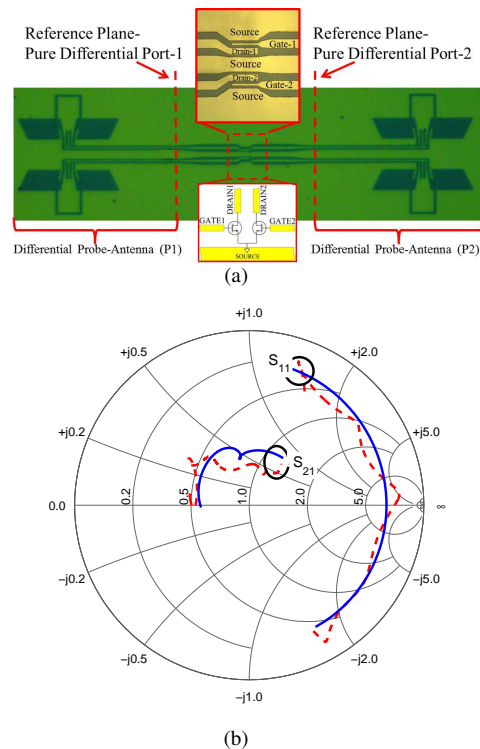 Reference Plane-
Pure Differential Port-1
Reference Plane-
Pure Differential Port-2
Source
Gate-1
Drain-1
Source
Drain-2
Gate-2
Source
DRAIN1
DRAIN2
GATE1
GATE2
SOURCE
Differential Probe-Antenna (P1)
Differential Probe-Antenna (P2)
(a)
+j1.0
+j0.5
+j2.0
S11
+j0.2
+j5.0
S21
0.0
0.2
0.5
1.0
2.0
5.0
∞
−j0.2
−j5.0
−j0.5
−j2.0
−j1.0
(b)